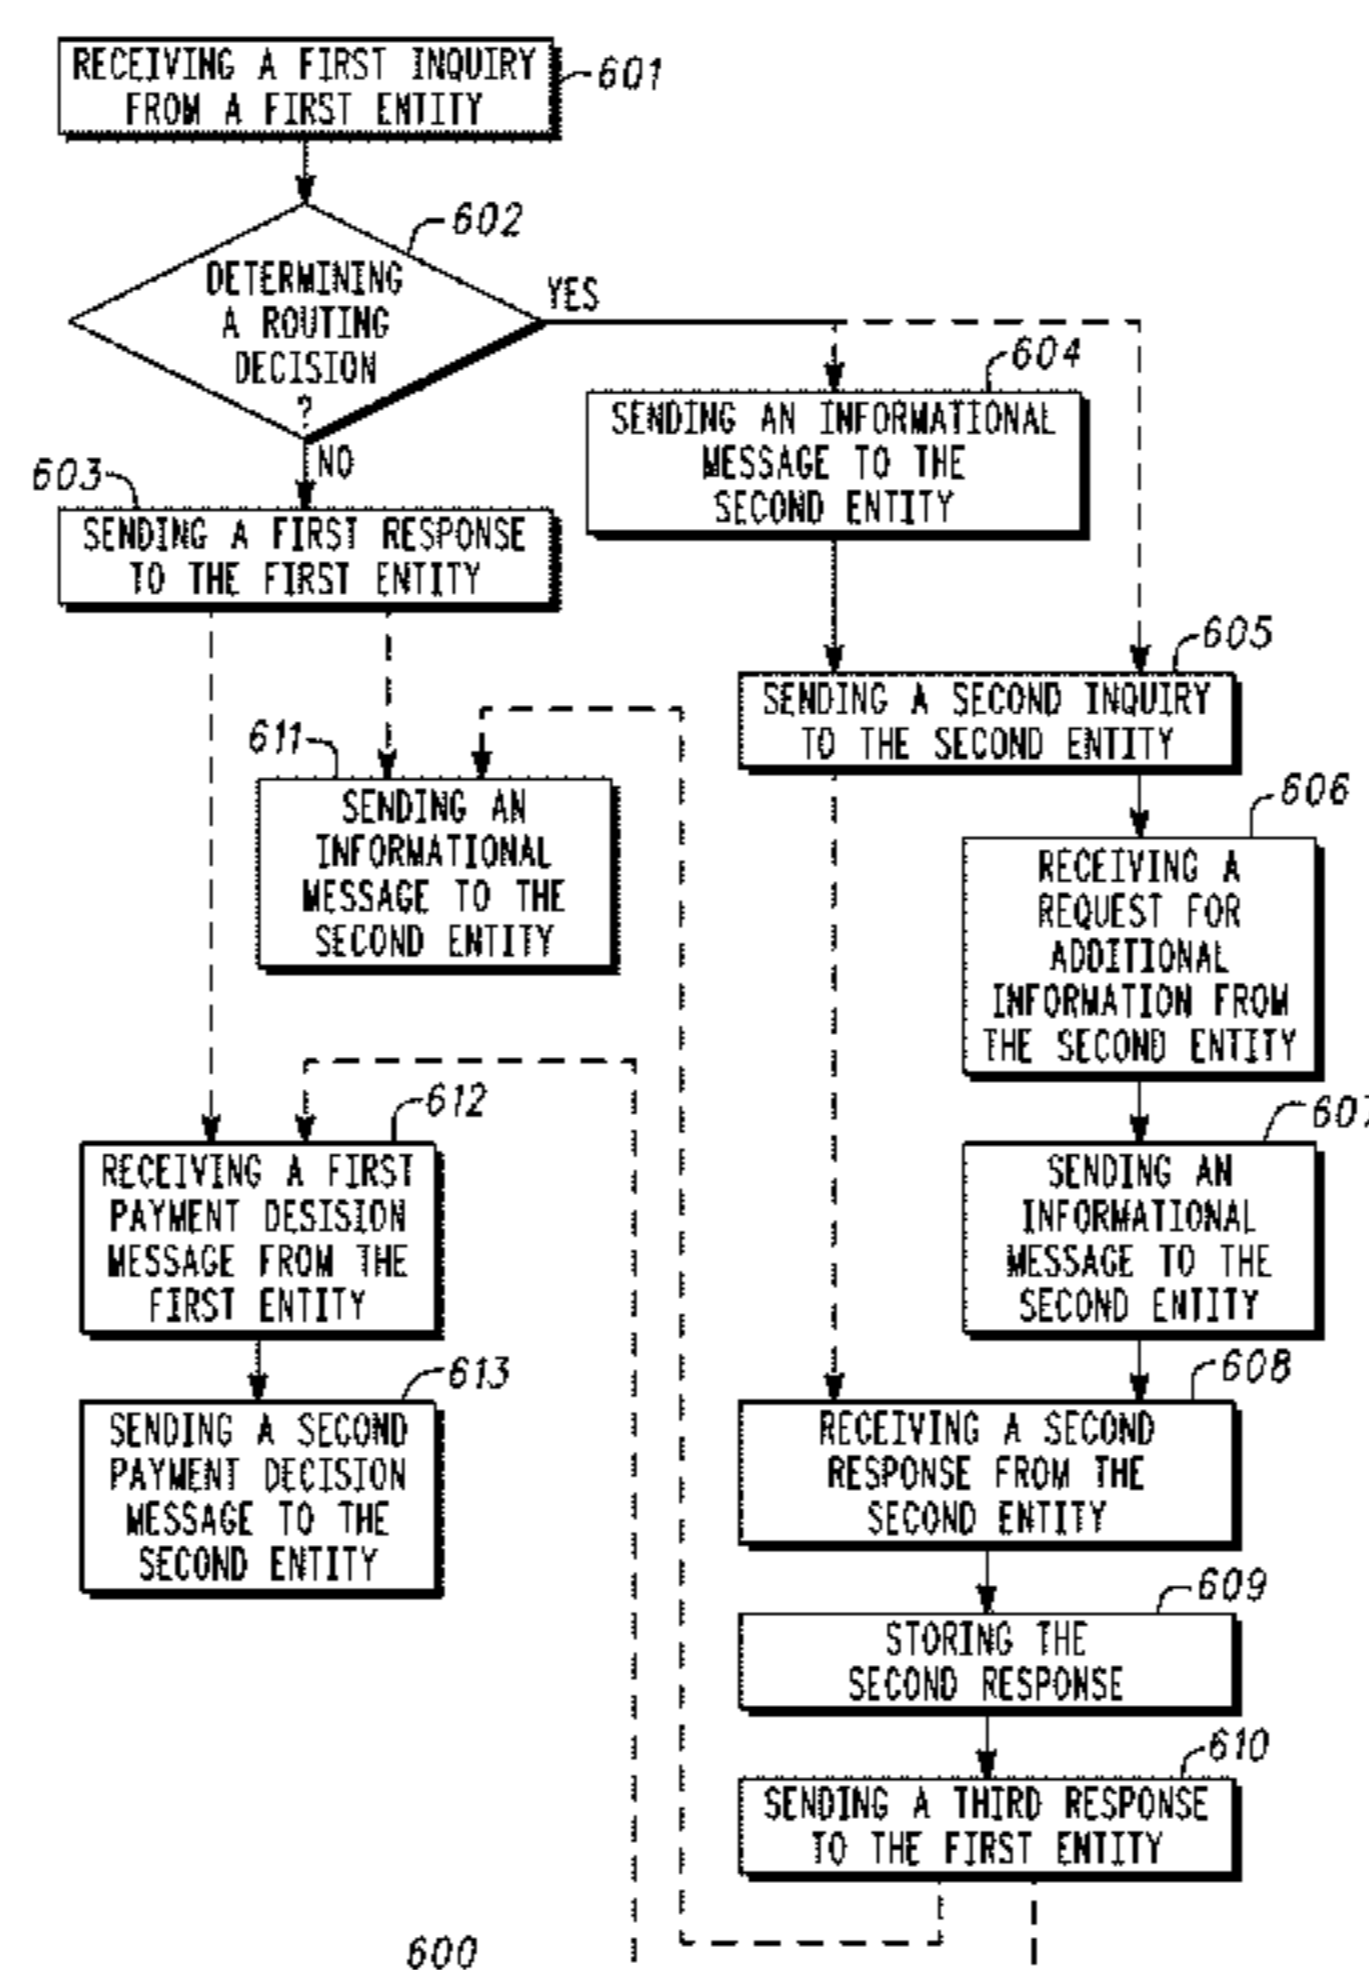 RECEIVING A FIRST INQUIRY
FROM A FIRST ENTITY
601
602
DETERMINING
A ROUTING
DECISION
?
YES
NO
603
SENDING A FIRST RESPONSE
TO THE FIRST ENTITY
604
SENDING AN INFORMATIONAL
MESSAGE TO THE
SECOND ENTITY
605
SENDING A SECOND INQUIRY
TO THE SECOND ENTITY
611
SENDING AN
INFORMATIONAL
MESSAGE TO THE
SECOND ENTITY
606
RECEIVING A
REQUEST FOR
ADDITIONAL
INFORMATION FROM
THE SECOND ENTITY
612
RECEIVING A FIRST
PAYMENT DESISION
MESSAGE FROM THE
FIRST ENTITY
607
SENDING AN
INFORMATIONAL
MESSAGE TO THE
SECOND ENTITY
613
SENDING A SECOND
PAYMENT DECISION
MESSAGE TO THE
SECOND ENTITY
608
RECEIVING A SECOND
RESPONSE FROM THE
SECOND ENTITY
609
STORING THE
SECOND RESPONSE
610
SENDING A THIRD RESPONSE
TO THE FIRST ENTITY
600